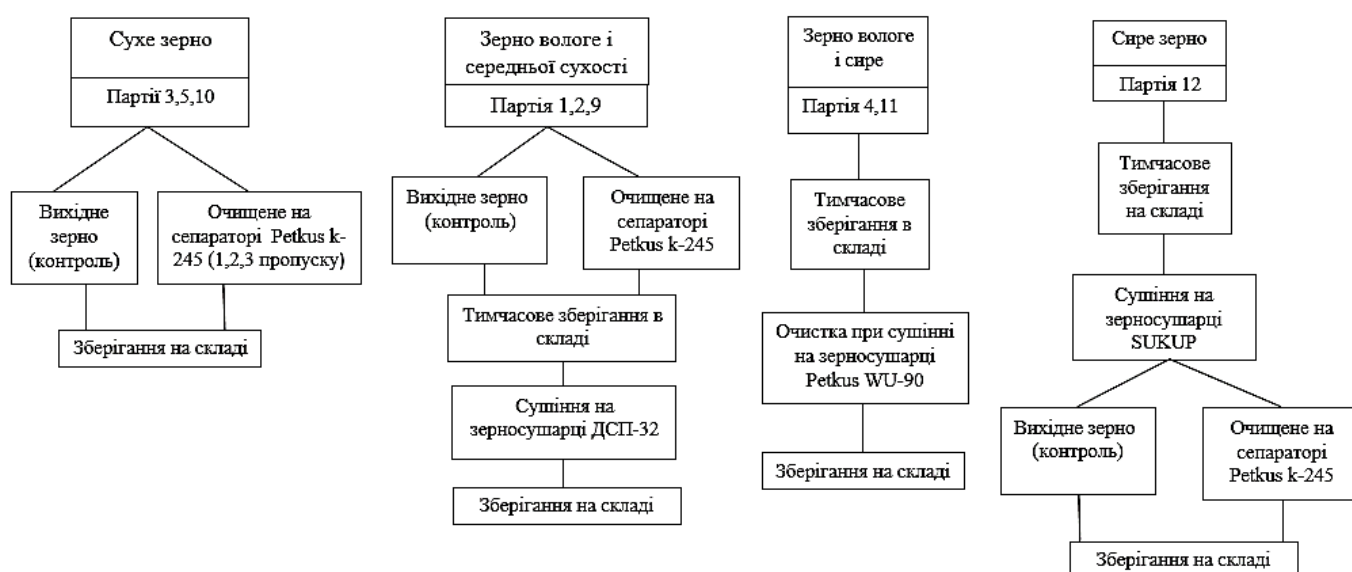 Сухе зерно
Партії 3,5,10
Вихідне
зерно
(контроль)
Очищене на
сепараторі Petkus k-
245 (1,2,3 пропуску)
Зберігання на складі
Зерно вологе і
середньої сухості
Партія 1,2,9
Вихідне зерно
(контроль)
Очищене на
сепараторі
Petkus k-245
Тимчасове зберігання в
складі
Сушіння на
зерносушарці ДСП-32
Зберігання на складі
Зерно вологе
і сире
Партія 4,11
Тимчасове
зберігання в
складі
Очистка при сушінні
на зерносушарці
Petkus WU-90
Зберігання на складі
Сире зерно
Партія 12
Тимчасове
зберігання
на складі
Сушіння на
зерносушарці
SUKUP
Вихідне зерно
(контроль)
Очищене на
сепараторі
Petkus k-245
Зберігання на складі